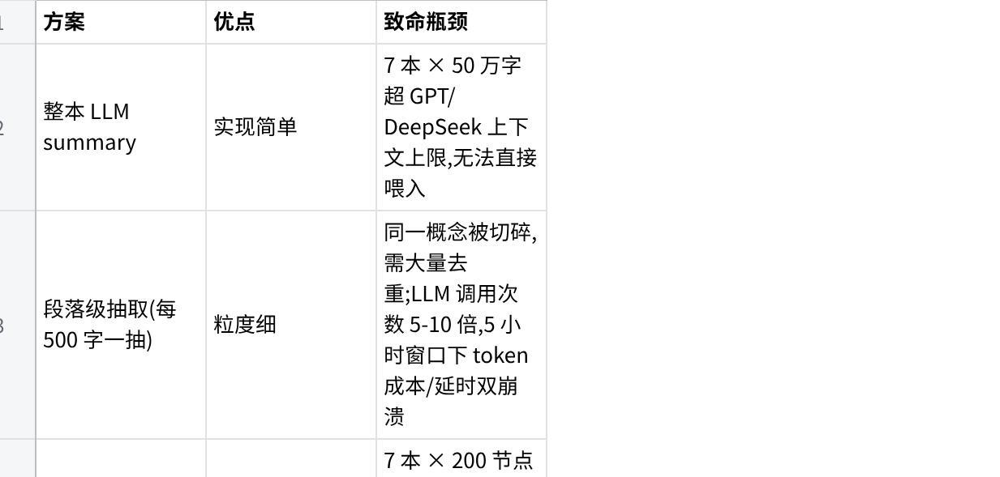 1
方案
优点
致命瓶颈
2
整本 LLM
summary
实现简单
7 本 × 50 万字
超 GPT/
DeepSeek 上下
文上限,无法直接
喂入
3
段落级抽取(每
500 字一抽)
粒度细
同一概念被切碎,
需大量去
重;LLM 调用次
数 5-10 倍,5 小
时窗口下 token
成本/延时双崩
溃
7 本 × 200 节点